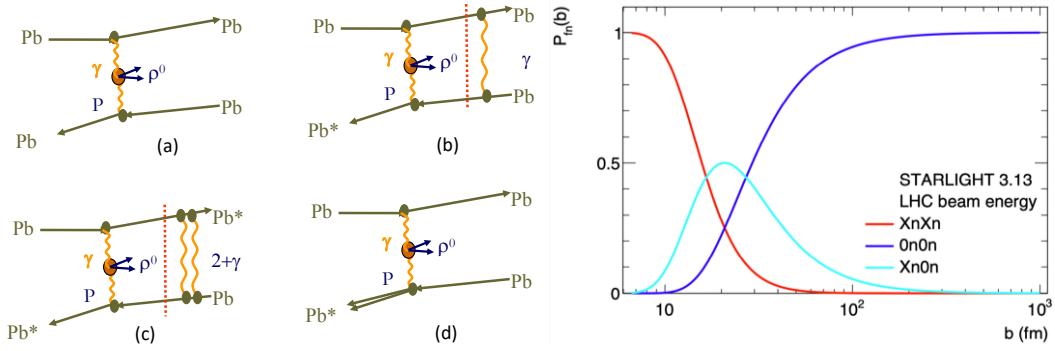 Pb
Pb
γ
ρ⁰
P
Pb
Pb
(a)
Pb
Pb
γ
ρ⁰
γ
P
Pb
Pb*
(b)
Pb
Pb*
γ
ρ⁰
2+γ
P
Pb
Pb*
(c)
Pb
Pb
γ
ρ⁰
P
Pb
Pb*
(d)
P_fn(b)
1
0.5
0
STARLIGHT 3.13
LHC beam energy
XnXn
0n0n
Xn0n
10
10²
10³
b (fm)